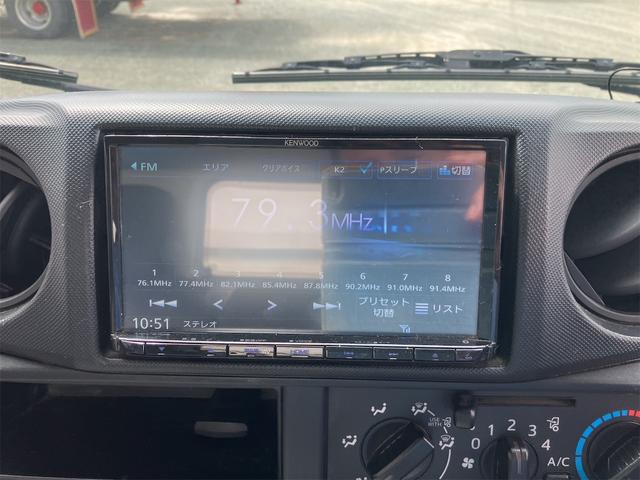 KENWOOD
FM エリア クリアボイス K2 Pスリープ 切替
79.3MHz
1 2 3 4 5 6 7 8
76.1MHz 77.4MHz 82.1MHz 85.4MHz 87.8MHz 90.2MHz 91.0MHz 91.4MHz
プリセット切替 リスト
10:51 ステレオ
USE WITH
0 1 2 3 4
A/C